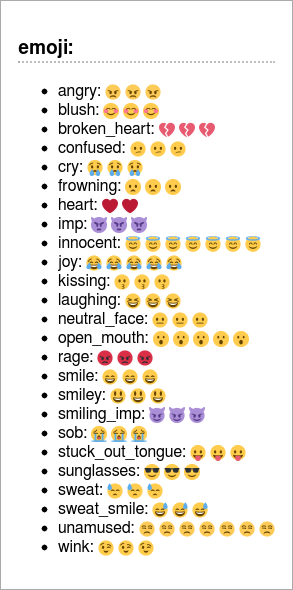 emoji:
angry: 😠 😠 😠
blush: 😊 😊 😊
broken_heart: 💔 💔 💔
confused: 😕 😕 😕
cry: 😢 😢 😢
frowning: 😦 😦 😦
heart: ❤ ❤
imp: 👿 👿 👿
innocent: 😇 😇 😇 😇 😇 😇 😇
joy: 😂 😂 😂 😂 😂
kissing: 😗 😗 😗
laughing: 😆 😆 😆
neutral_face: 😐 😐 😐
open_mouth: 😮 😮 😮 😮 😮
rage: 😡 😡 😡
smile: 😄 😄 😄
smiley: 😃 😃 😃
smiling_imp: 😈 😈 😈
sob: 😭 😭 😭
stuck_out_tongue: 😛 😛 😛
sunglasses: 😎 😎 😎
sweat: 😓 😓 😓
sweat_smile: 😅 😅 😅
unamused: 😒 😒 😒 😒 😒 😒 😒
wink: 😉 😉 😉